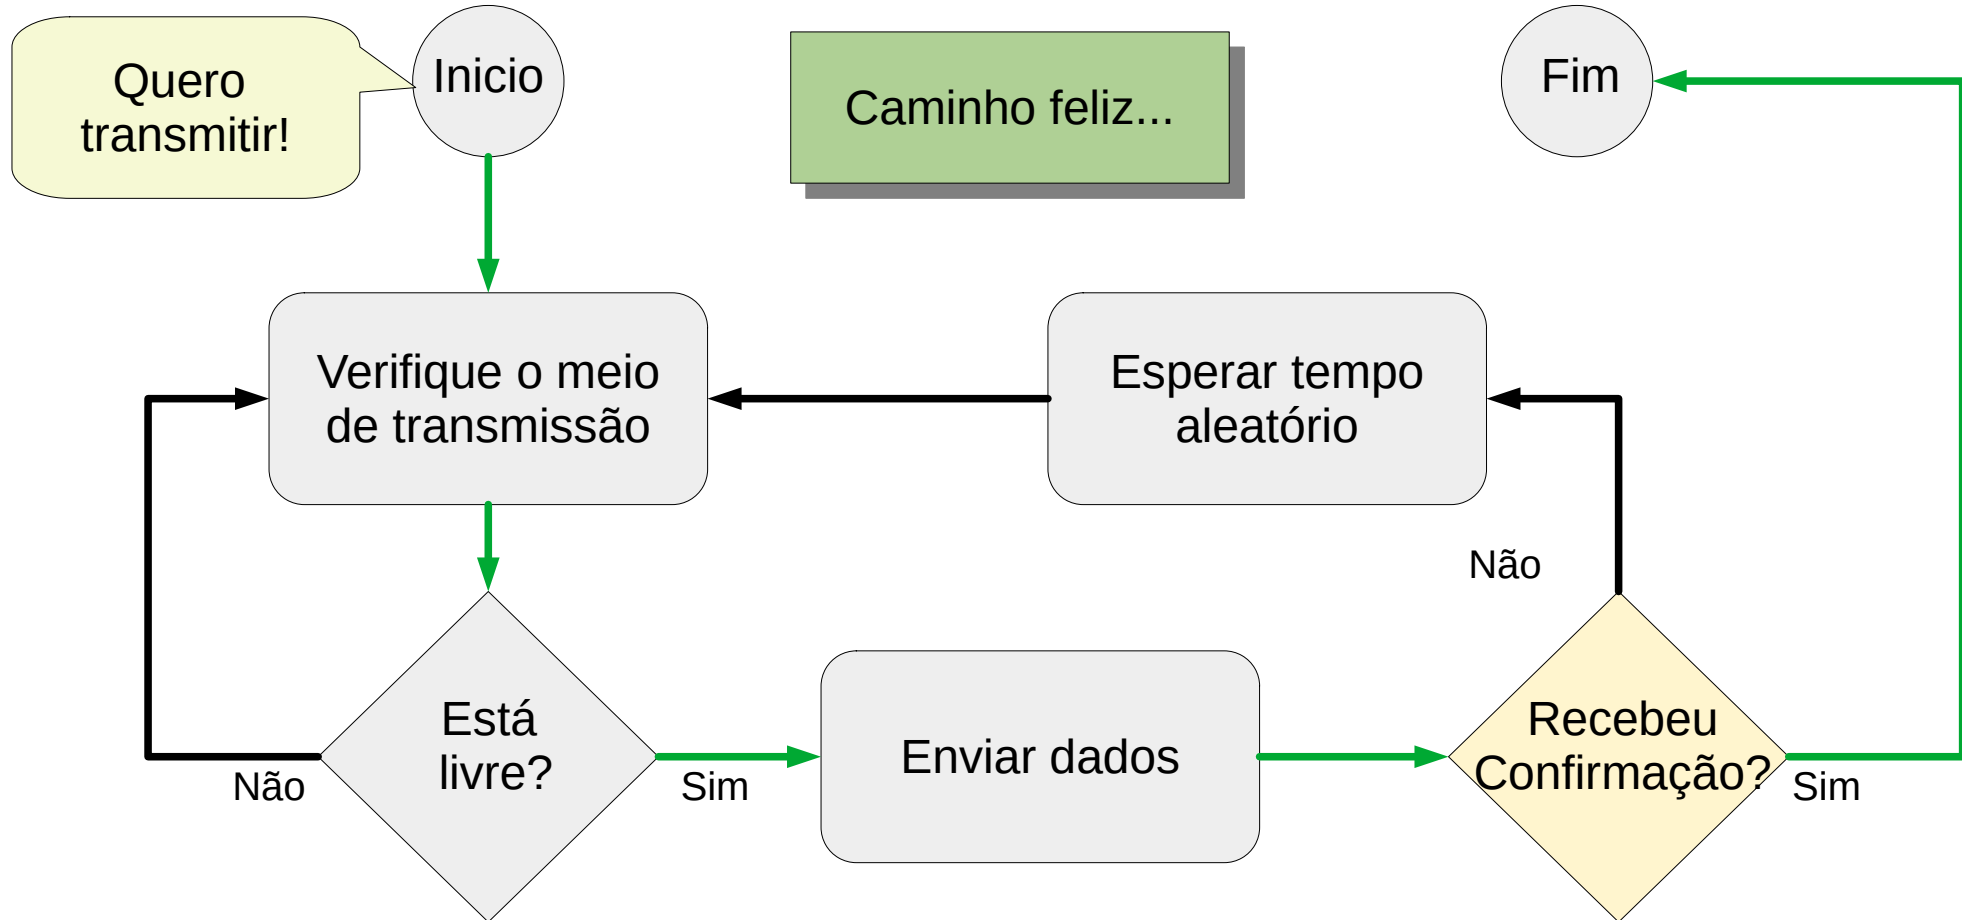 Quero
transmitir!
Inicio
Caminho feliz...
Fim
Verifique o meio
de transmissão
Esperar tempo
aleatório
Não
Está
livre?
Não
Sim
Enviar dados
Recebeu
Confirmação?
Sim